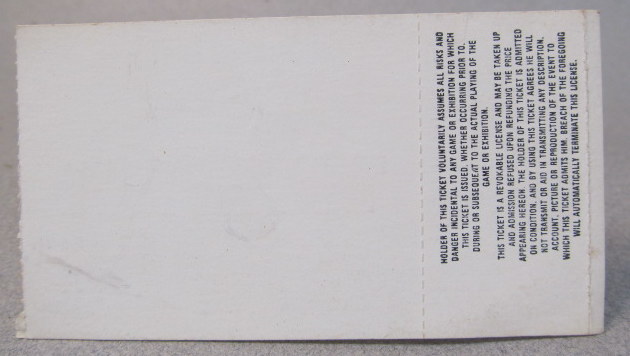 HOLDER OF THIS TICKET VOLUNTARILY ASSUMES ALL RISKS AND
DANGER INCIDENTAL TO ANY GAME OR EXHIBITION FOR WHICH
THIS TICKET IS ISSUED, WHETHER OCCURRING PRIOR TO,
DURING OR SUBSEQUENT TO THE ACTUAL PLAYING OF THE
GAME OR EXHIBITION.
THIS TICKET IS A REVOKABLE LICENSE AND MAY BE TAKEN UP
AND ADMISSION REFUSED UPON REFUNDING THE PRICE
APPEARING HEREON. THE HOLDER OF THIS TICKET IS ADMITTED
ON CONDITION, AND BY USING THIS TICKET AGREES HE WILL
NOT TRANSMIT OR AID IN TRANSMITTING ANY DESCRIPTION,
ACCOUNT, PICTURE OR REPRODUCTION OF THE EVENT TO
WHICH THIS TICKET ADMITS HIM. BREACH OF THE FOREGOING
WILL AUTOMATICALLY TERMINATE THIS LICENSE.